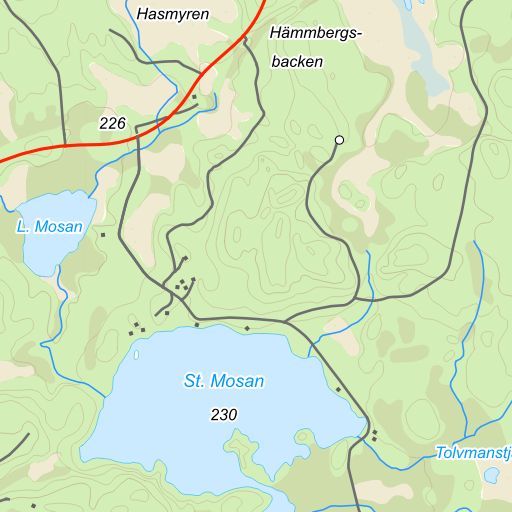 Hasmyren
Hämmbergs-
backen
226
L. Mosan
St. Mosan
230
Tolvmanstj